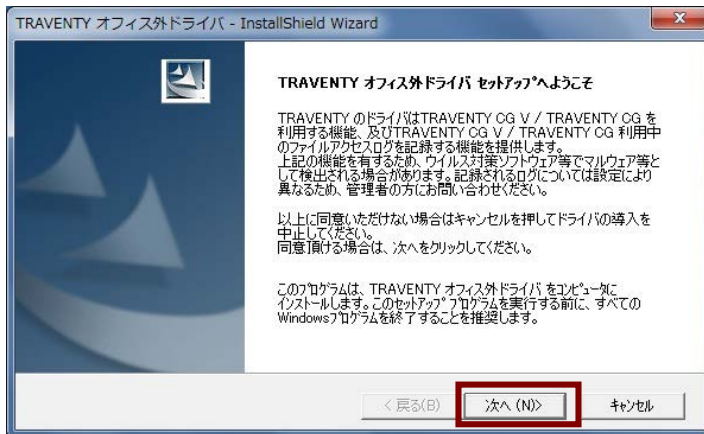 TRAVENTY オフィス外ドライバ - InstallShield Wizard
TRAVENTY オフィス外ドライバ セットアップへようこそ
TRAVENTY のドライバはTRAVENTY CG V / TRAVENTY CG を
利用する機能、及びTRAVENTY CG V / TRAVENTY CG 利用中
のファイルアクセスログを記録する機能を提供します。
上記の機能を有するため、ウイルス対策ソフトウェア等でマルウェア等と
して検出される場合があります。記録されるログについては設定により
異なるため、管理者の方にお問い合わせください。
以上に同意いただけない場合はキャンセルを押してドライバの導入を
中止してください。
同意頂ける場合は、次へをクリックしてください。
このプログラムは、TRAVENTY オフィス外ドライバ をコンピュータに
インストールします。このセットアップ プログラムを実行する前に、すべての
Windowsプログラムを終了することを推奨します。
< 戻る(B)
次へ (N)>
キャンセル